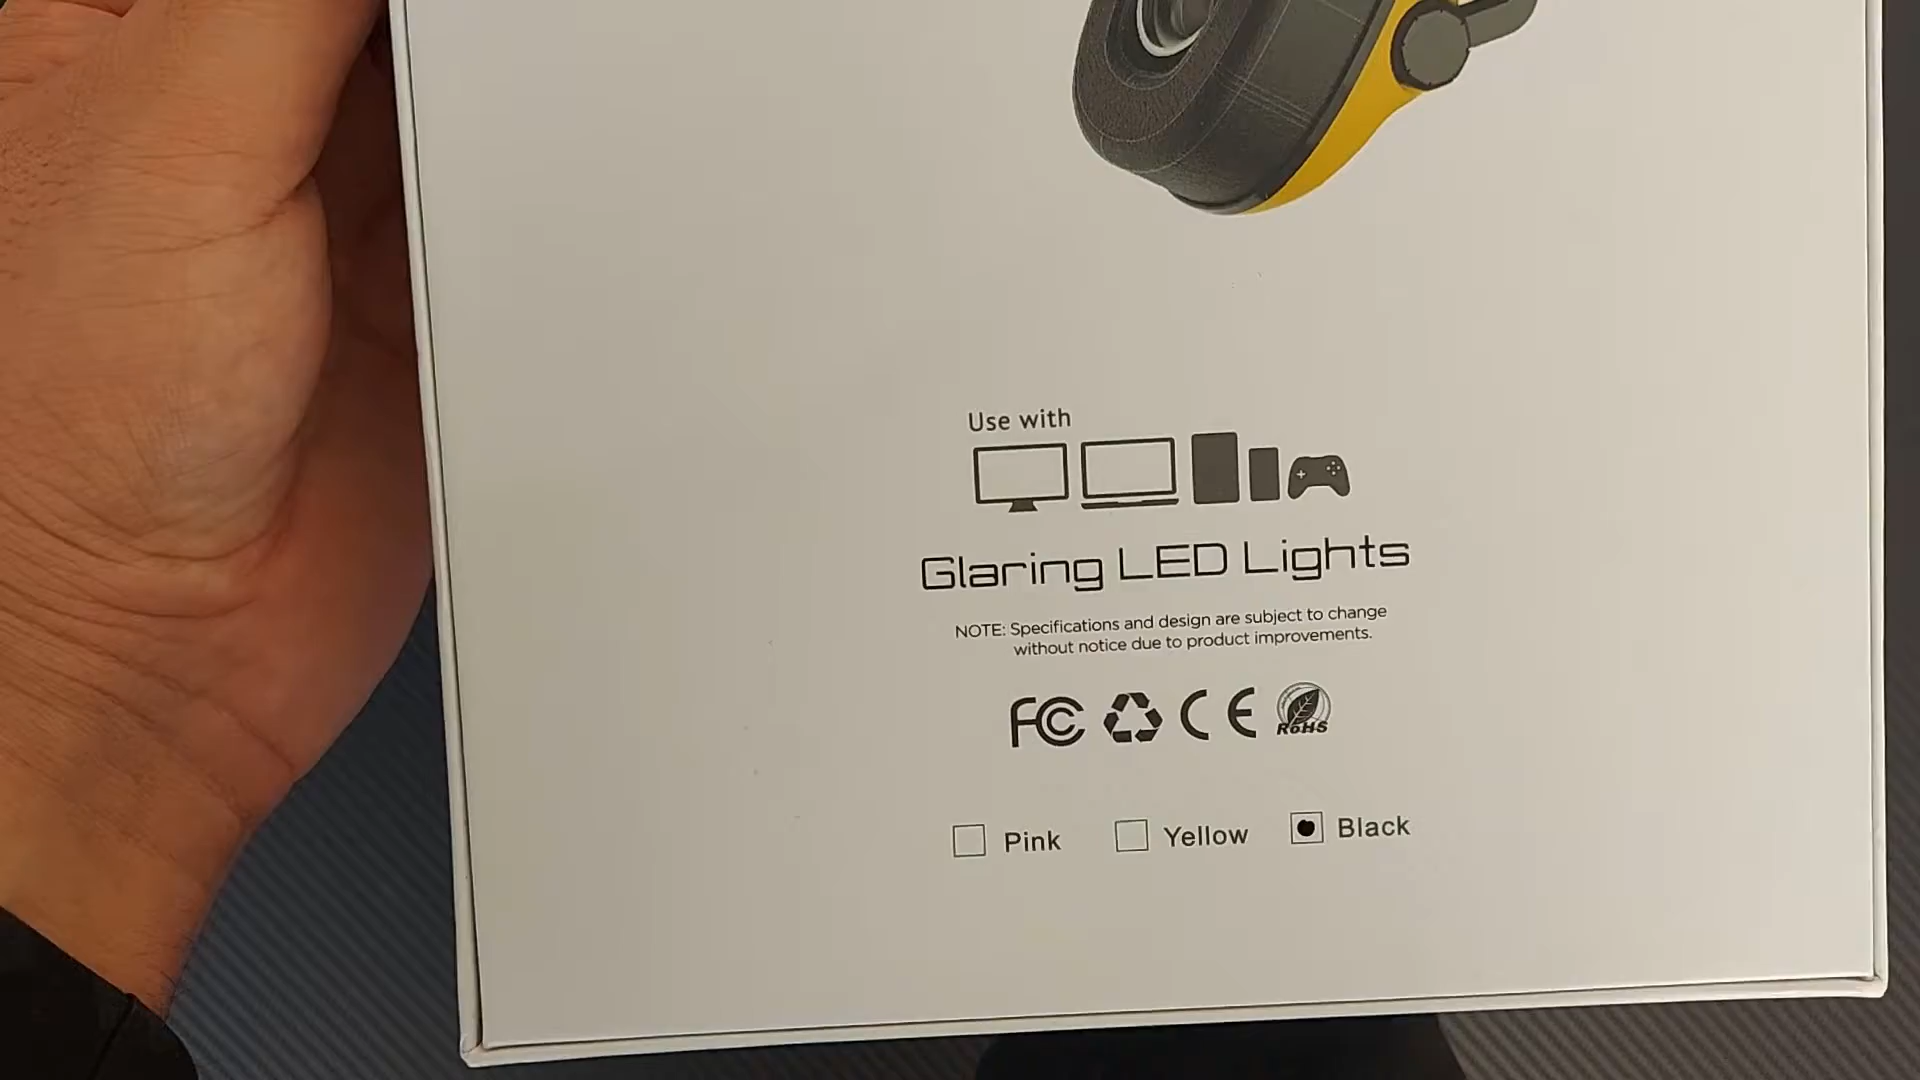 Use with
Glaring LED Lights
NOTE: Specifications and design are subject to change
without notice due to product improvements.
FC CE RoHS
Pink Yellow Black